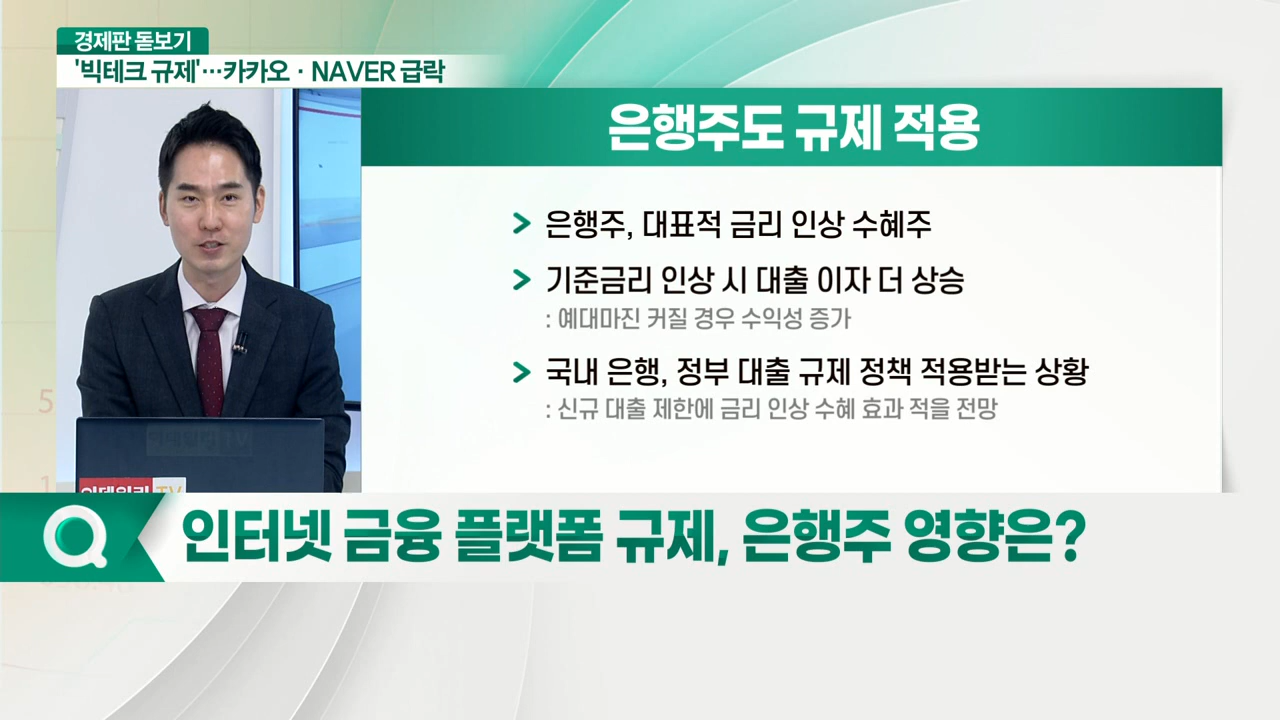 경제판 돋보기
'빅테크 규제'…카카오·NAVER 급락
은행주도 규제 적용
> 은행주, 대표적 금리 인상 수혜주
> 기준금리 인상 시 대출 이자 더 상승
: 예대마진 커질 경우 수익성 증가
> 국내 은행, 정부 대출 규제 정책 적용받는 상황
: 신규 대출 제한에 금리 인상 수혜 효과 적을 전망
이데일리 TV
인터넷 금융 플랫폼 규제, 은행주 영향은?